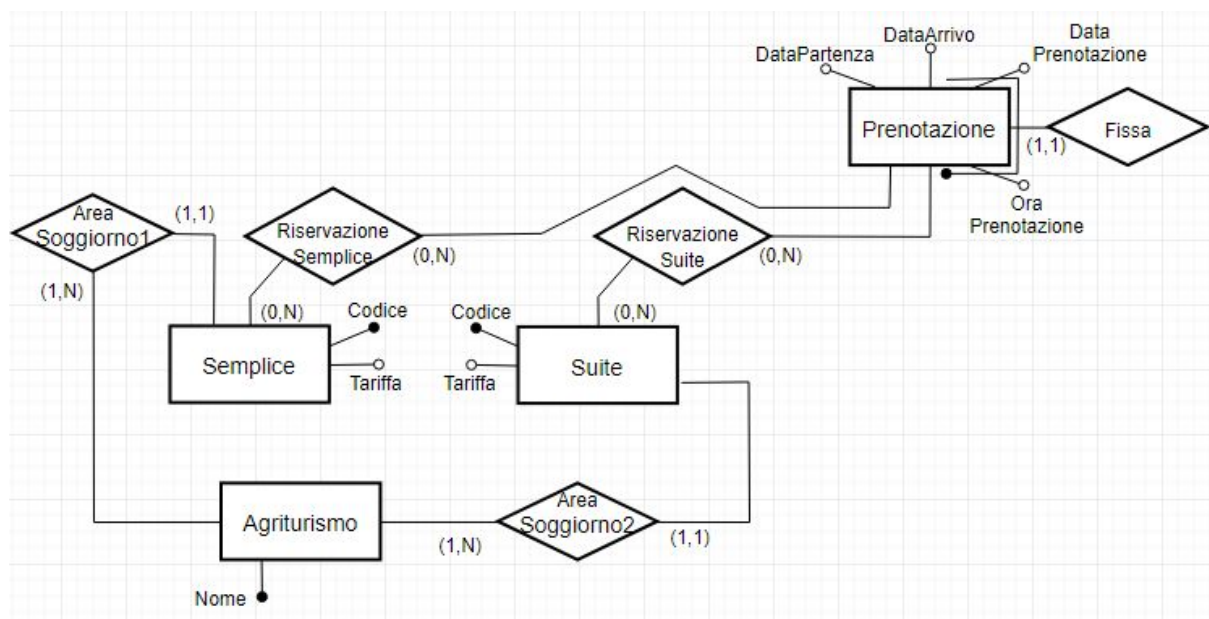 DataArrivo
Data
Prenotazione
DataPartenza
Prenotazione
Fissa
(1,1)
Ora
Prenotazione
Area
Soggiorno1
(1,1)
Riservazione
Semplice
(0,N)
Riservazione
Suite
(0,N)
(1,N)
(0,N)
(0,N)
Codice
Codice
Semplice
Suite
Tariffa
Tariffa
Agriturismo
Area
Soggiorno2
(1,N)
(1,1)
Nome